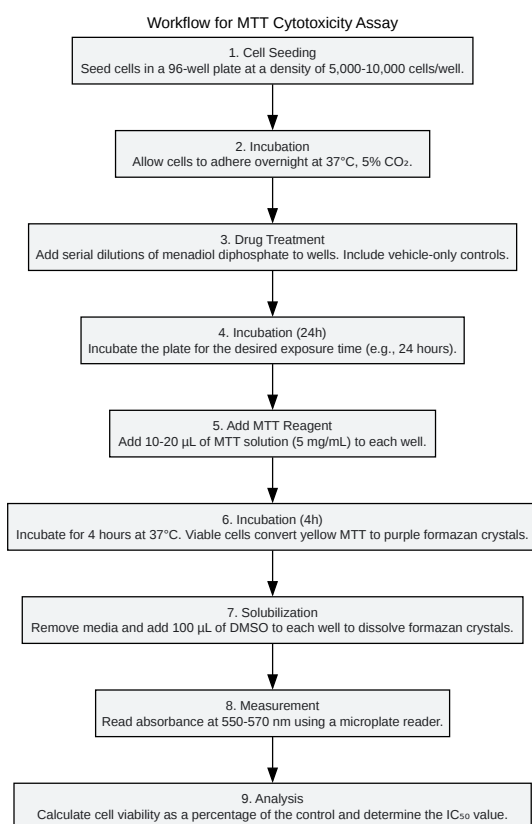 Workflow for MTT Cytotoxicity Assay
1. Cell Seeding
Seed cells in a 96-well plate at a density of 5,000-10,000 cells/well.
2. Incubation
Allow cells to adhere overnight at 37°C, 5% CO₂.
3. Drug Treatment
Add serial dilutions of menadiol diphosphate to wells. Include vehicle-only controls.
4. Incubation (24h)
Incubate the plate for the desired exposure time (e.g., 24 hours).
5. Add MTT Reagent
Add 10-20 µL of MTT solution (5 mg/mL) to each well.
6. Incubation (4h)
Incubate for 4 hours at 37°C. Viable cells convert yellow MTT to purple formazan crystals.
7. Solubilization
Remove media and add 100 µL of DMSO to each well to dissolve formazan crystals.
8. Measurement
Read absorbance at 550-570 nm using a microplate reader.
9. Analysis
Calculate cell viability as a percentage of the control and determine the IC₅₀ value.